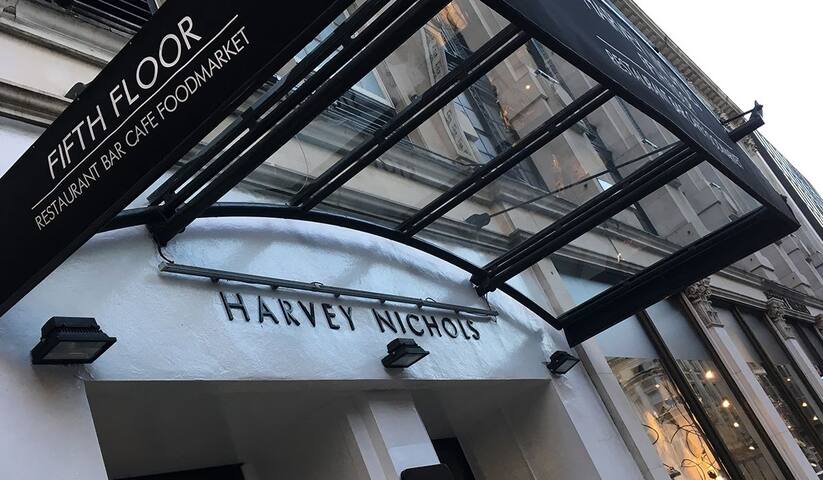 FIFTH FLOOR
RESTAURANT BAR CAFE FOODMARKET
HARVEY NICHOLS